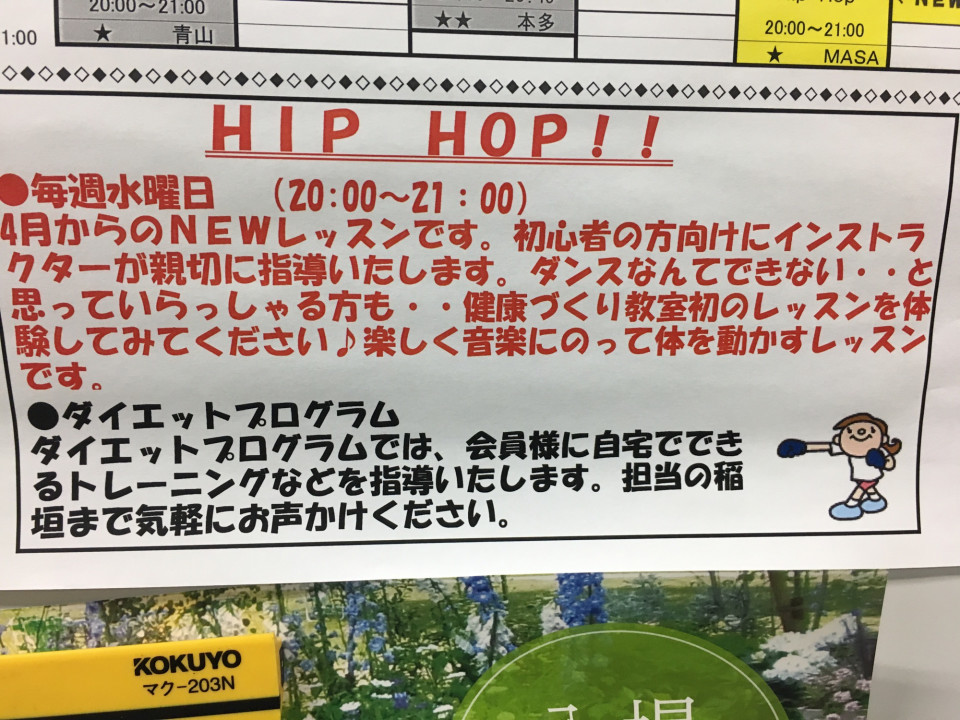 20:00～21:00
★ 青山
★★ 本多
20:00～21:00
★ MASA
NEW
1:00
HIP HOP!!
●毎週水曜日 (20:00～21:00)
4月からのNEWレッスンです。初心者の方向けにインストラ
クターが親切に指導いたします。ダンスなんてできない・・と
思っていらっしゃる方も・・健康づくり教室初のレッスンを体
験してみてください♪楽しく音楽にのって体を動かすレッスン
です。
●ダイエットプログラム
ダイエットプログラムでは、会員様に自宅ででき
るトレーニングなどを指導いたします。担当の稲
垣まで気軽にお声かけください。
KOKUYO
マク-203N